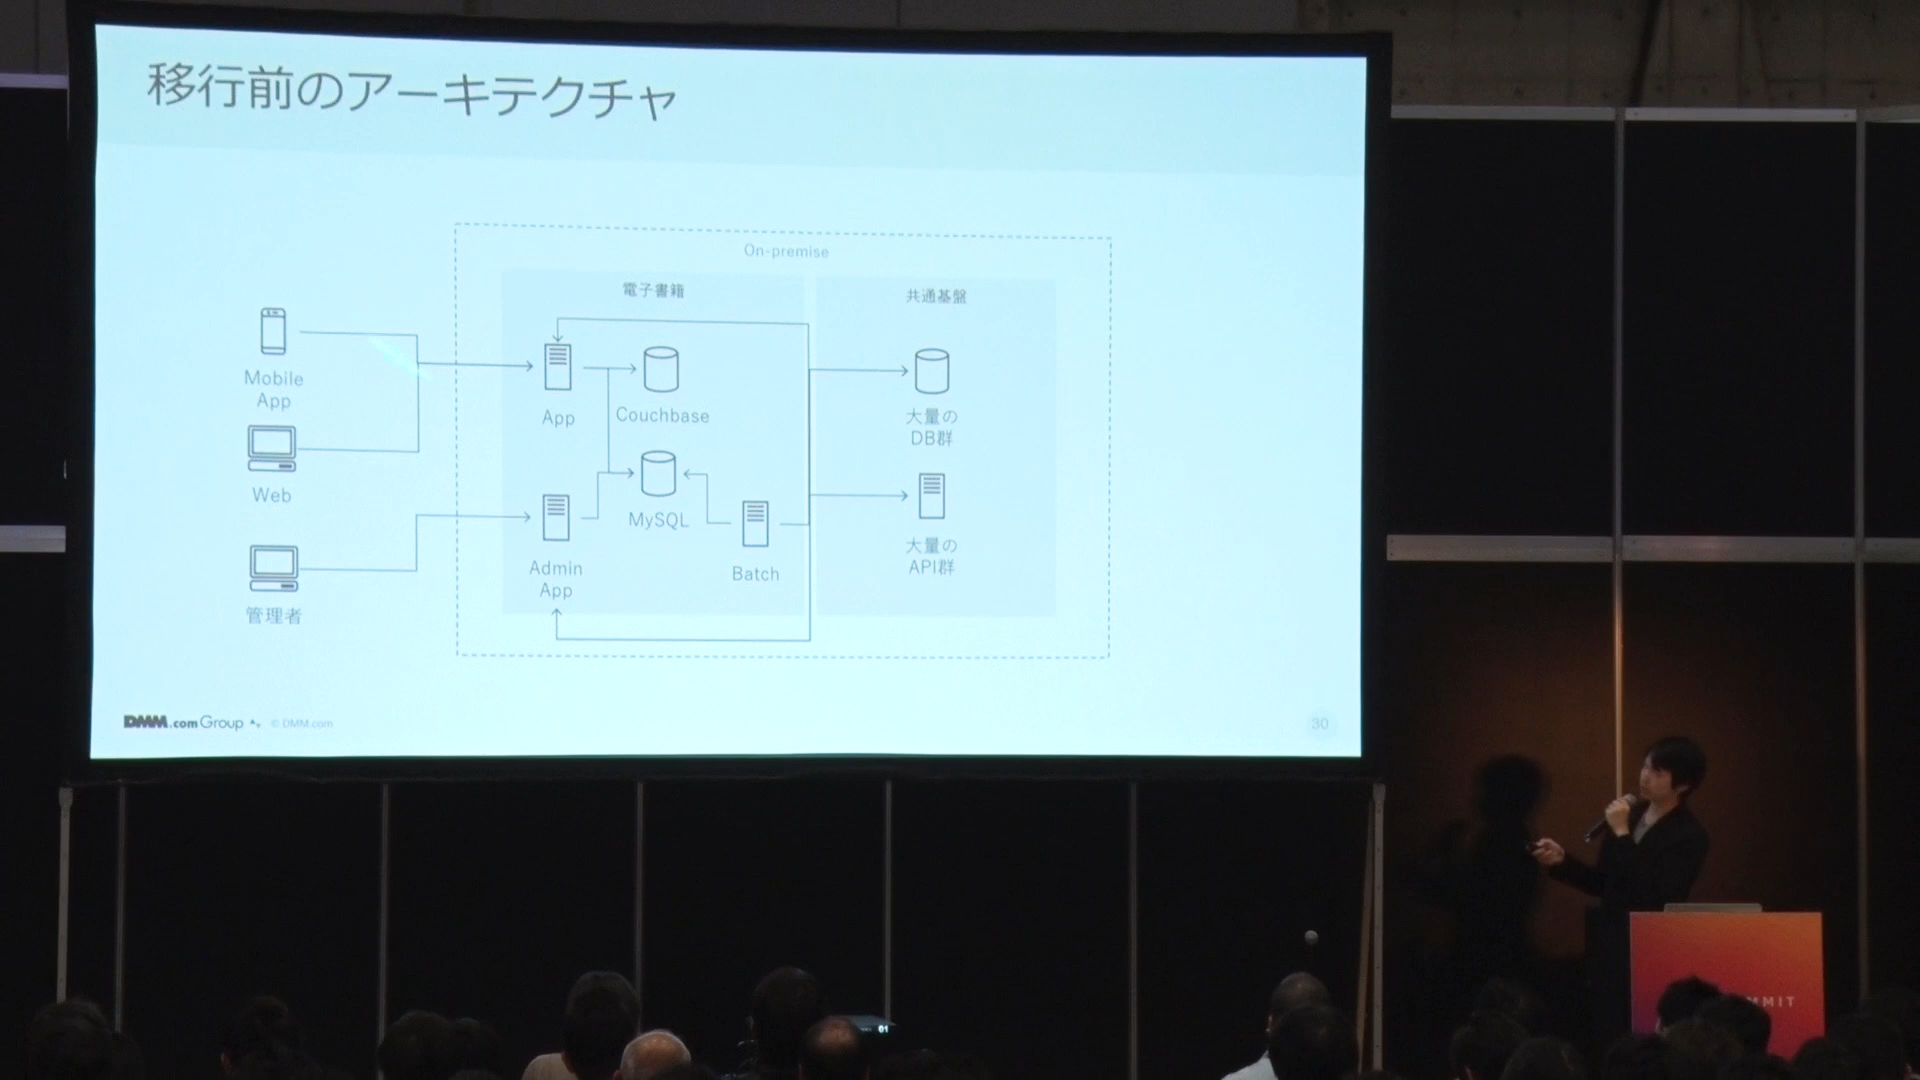 移行前のアーキテクチャ
On-premise
電子書籍
共通基盤
Mobile
App
Web
管理者
App
Couchbase
MySQL
Admin
App
Batch
大量の
DB群
大量の
API群
DMM.com Group
© DMM.com
30
MMIT
01